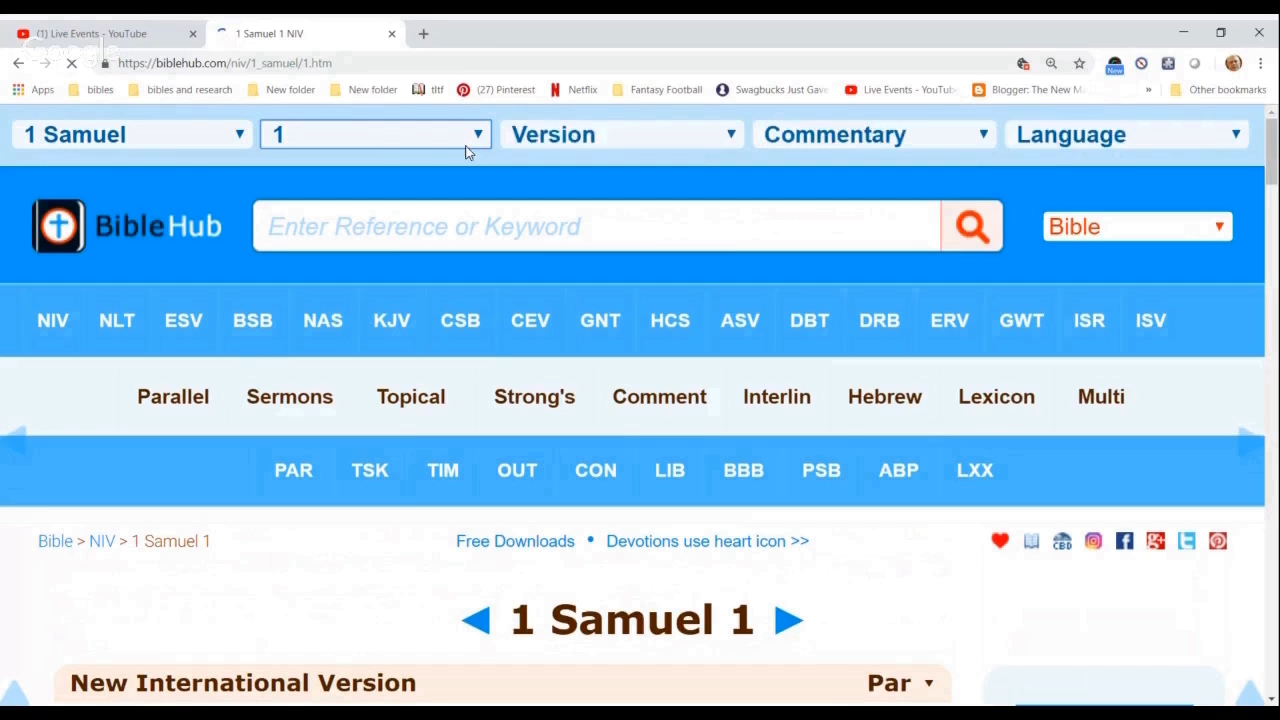 (1) Live Events - YouTube
1 Samuel 1 NIV
Google
https://biblehub.com/niv/1_samuel/1.htm
New
Apps bibles bibles and research New folder New folder tltf (27) Pinterest Netflix Fantasy Football Swagbucks Just Gave Live Events - YouTub Blogger: The New M » Other bookmarks
1 Samuel 1 Version Commentary Language
BibleHub Enter Reference or Keyword Bible
NIV NLT ESV BSB NAS KJV CSB CEV GNT HCS ASV DBT DRB ERV GWT ISR ISV
Parallel Sermons Topical Strong's Comment Interlin Hebrew Lexicon Multi
PAR TSK TIM OUT CON LIB BBB PSB ABP LXX
Bible > NIV > 1 Samuel 1 Free Downloads • Devotions use heart icon >> CBD
◄ 1 Samuel 1 ►
New International Version Par ▾